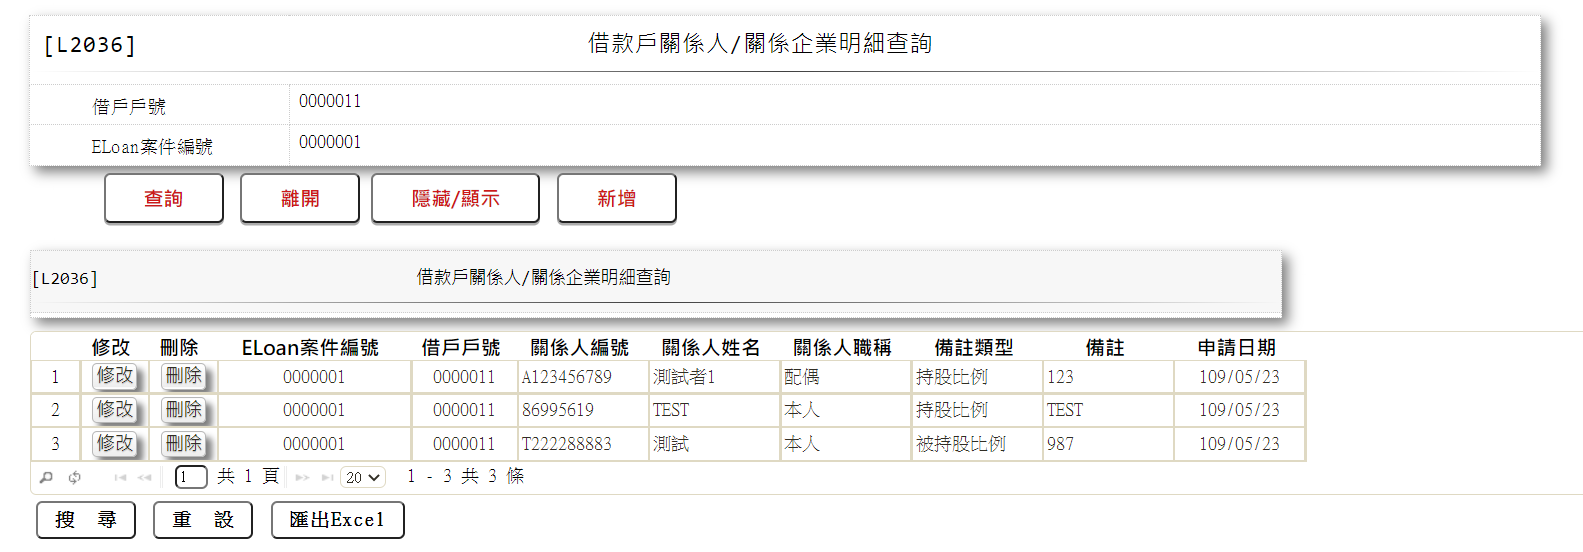 [L2036] 借款戶關係人/關係企業明細查詢
借戶戶號 0000011
ELoan案件編號 0000001
查詢 離開 隱藏/顯示 新增
[L2036] 借款戶關係人/關係企業明細查詢
修改 刪除 ELoan案件編號 借戶戶號 關係人編號 關係人姓名 關係人職稱 備註類型 備註 申請日期
1 修改 刪除 0000001 0000011 A123456789 測試者1 配偶 持股比例 123 109/05/23
2 修改 刪除 0000001 0000011 86995619 TEST 本人 持股比例 TEST 109/05/23
3 修改 刪除 0000001 0000011 T222288883 測試 本人 被持股比例 987 109/05/23
1 共 1 頁 20 1 - 3 共 3 條
搜 尋 重 設 匯出Excel